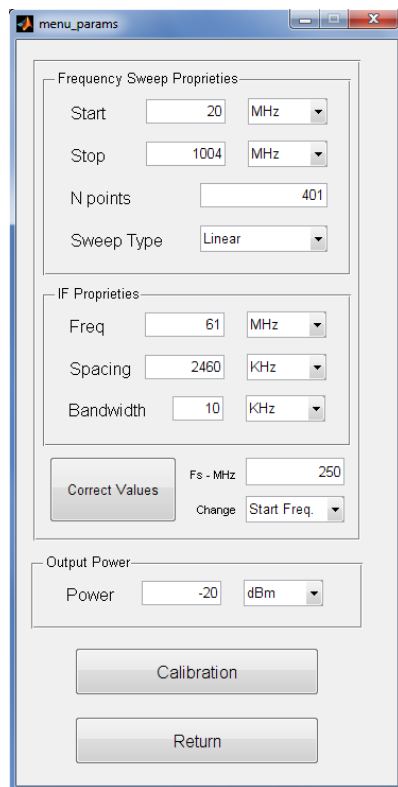 menu_params
Frequency Sweep Proprieties
Start 20 MHz
Stop 1004 MHz
N points 401
Sweep Type Linear
IF Proprieties
Freq 61 MHz
Spacing 2460 KHz
Bandwidth 10 KHz
Correct Values
Fs - MHz 250
Change Start Freq.
Output Power
Power -20 dBm
Calibration
Return